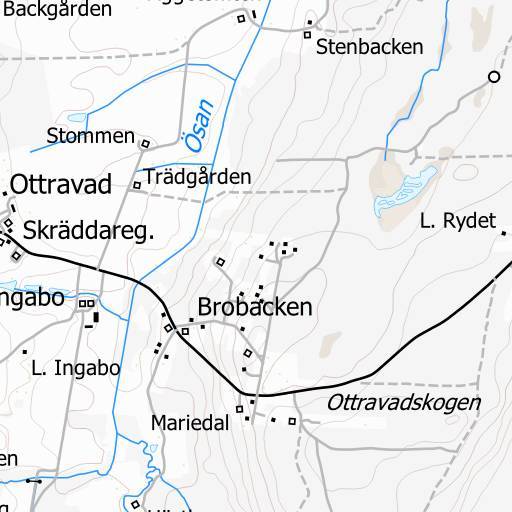 Backgården
Stenbacken
Ösan
Stommen
Trädgården
Ottravad
L. Rydet
Skräddareg.
Brobacken
L. Ingabo
Ottravadskogen
Mariedal